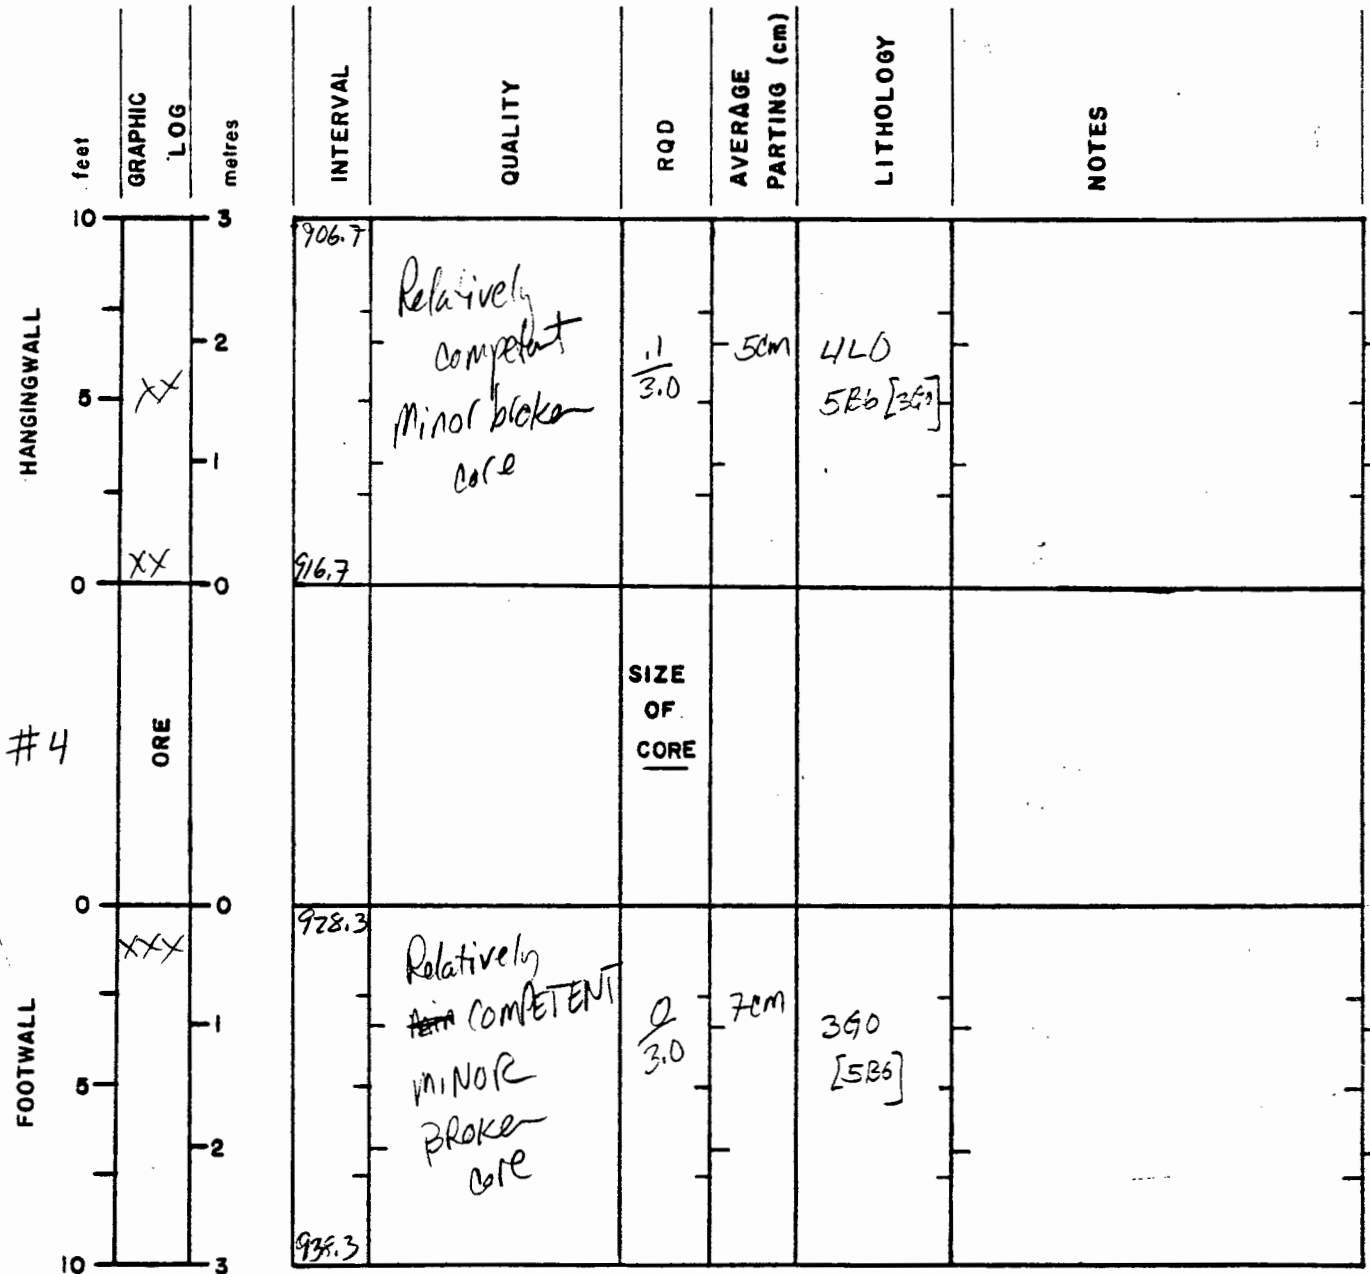 feet
GRAPHIC LOG
metres
INTERVAL
QUALITY
RQD
AVERAGE PARTING (cm)
LITHOLOGY
NOTES
HANGINGWALL
10
5
0
3
2
1
0
XX
XX
906.7
916.7
Relatively
competent
Minor broken
core
.1
3.0
5cm
4L0
5B6 [3G0]
#4
ORE
SIZE
OF
CORE
FOOTWALL
0
5
10
0
1
2
3
XXX
928.3
Relatively
COMPETENT
MINOR
BROKEN
core
0
3.0
7cm
3G0
[5B6]